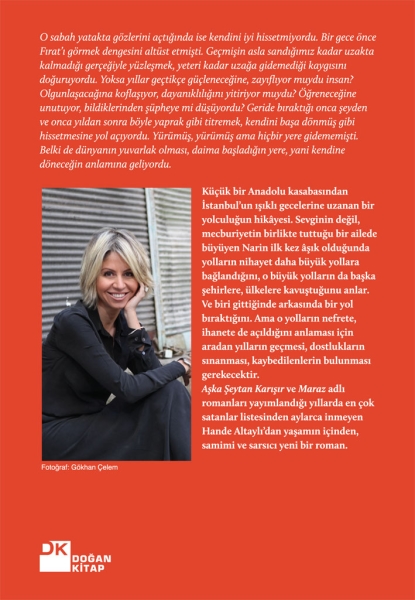 O sabah yatakta gözlerini açtığında ise kendini iyi hissetmiyordu. Bir gece önce
Fırat'ı görmek dengesini altüst etmişti. Geçmişin asla sandığımız kadar uzakta
kalmadığı gerçeğiyle yüzleşmek, yeteri kadar uzağa gidemediği kaygısını
doğuruyordu. Yoksa yıllar geçtikçe güçleneceğine, zayıflıyor muydu insan?
Olgunlaşacağına koflaşıyor, dayanıklılığını yitiriyor muydu? Öğreneceğine
unutuyor, bildiklerinden şüpheye mi düşüyordu? Geride bıraktığı onca şeyden
ve onca yıldan sonra böyle yaprak gibi titremek, kendini başa dönmüş gibi
hissetmesine yol açıyordu. Yürümüş, yürümüş ama hiçbir yere gidememişti.
Belki de dünyanın yuvarlak olması, daima başladığın yere, yani kendine
döneceğin anlamına geliyordu.
Küçük bir Anadolu kasabasından
İstanbul'un ışıklı gecelerine uzanan bir
yolculuğun hikâyesi. Sevginin değil,
mecburiyetin birlikte tuttuğu bir ailede
büyüyen Narin ilk kez âşık olduğunda
yolların nihayet daha büyük yollara
bağlandığını, o büyük yolların da başka
şehirlere, ülkelere kavuştuğunu anlar.
Ve biri gittiğinde arkasında bir yol
bıraktığını. Ama o yolların nefrete,
ihanete de açıldığını anlaması için
aradan yılların geçmesi, dostlukların
sınanması, kaybedilenlerin bulunması
gerekecektir.
Aşka Şeytan Karışır ve Maraz adlı
romanları yayımlandığı yıllarda en çok
satanlar listesinden aylarca inmeyen
Hande Altaylı'dan yaşamın içinden,
samimi ve sarsıcı yeni bir roman.
Fotoğraf: Gökhan Çelem
DK
DOĞAN
KİTAP